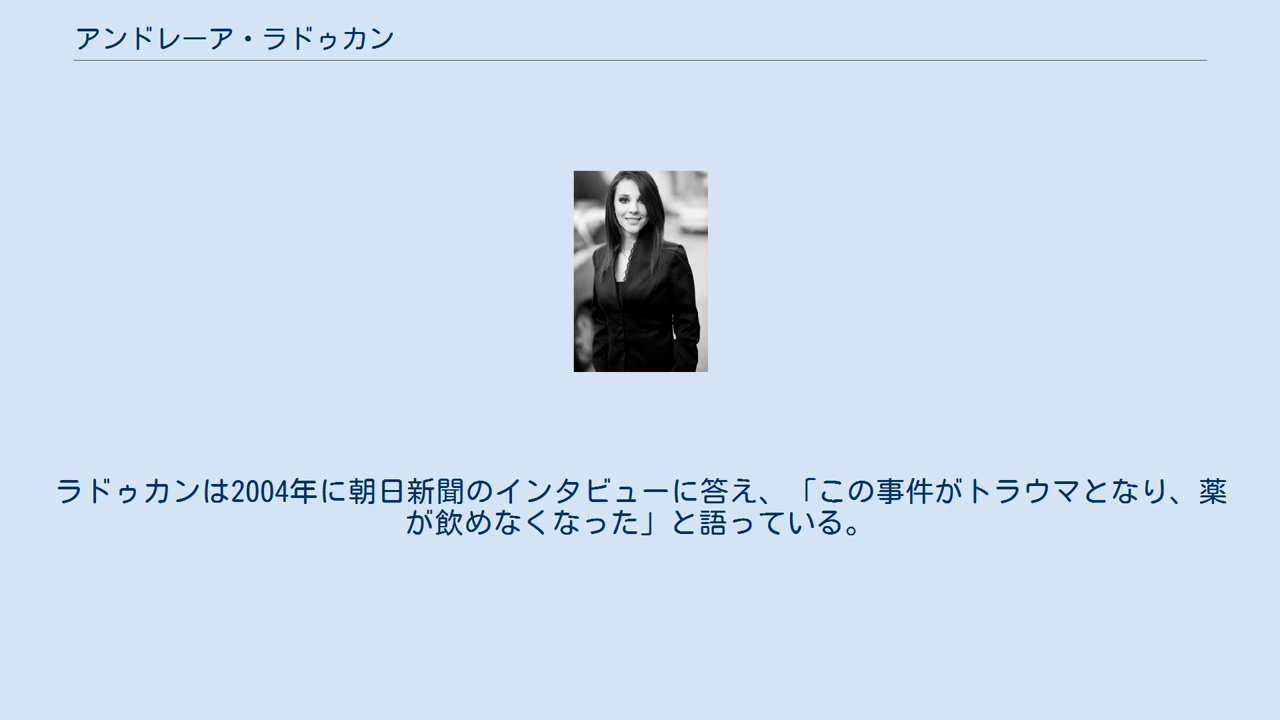 アンドレーア・ラドゥカン
ラドゥカンは2004年に朝日新聞のインタビューに答え、「この事件がトラウマとなり、薬
が飲めなくなった」と語っている。